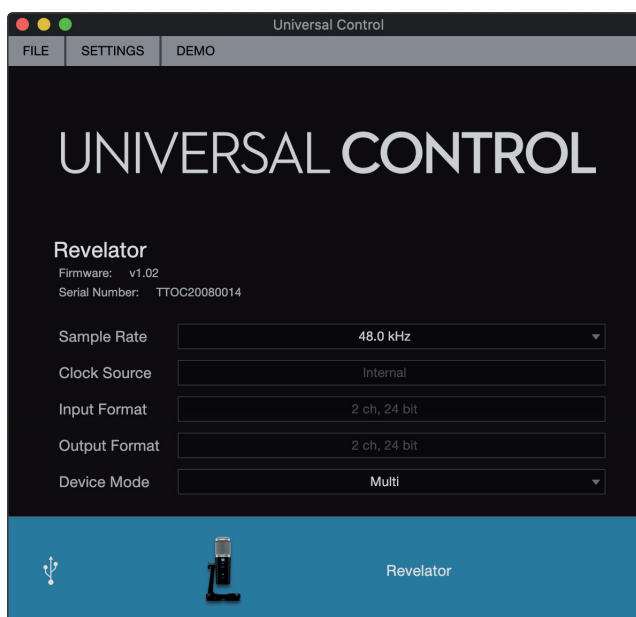 Universal Control
FILE SETTINGS DEMO
UNIVERSAL CONTROL
Revelator
Firmware: v1.02
Serial Number: TTOC20080014
Sample Rate 48.0 kHz
Clock Source Internal
Input Format 2 ch, 24 bit
Output Format 2 ch, 24 bit
Device Mode Multi
Revelator